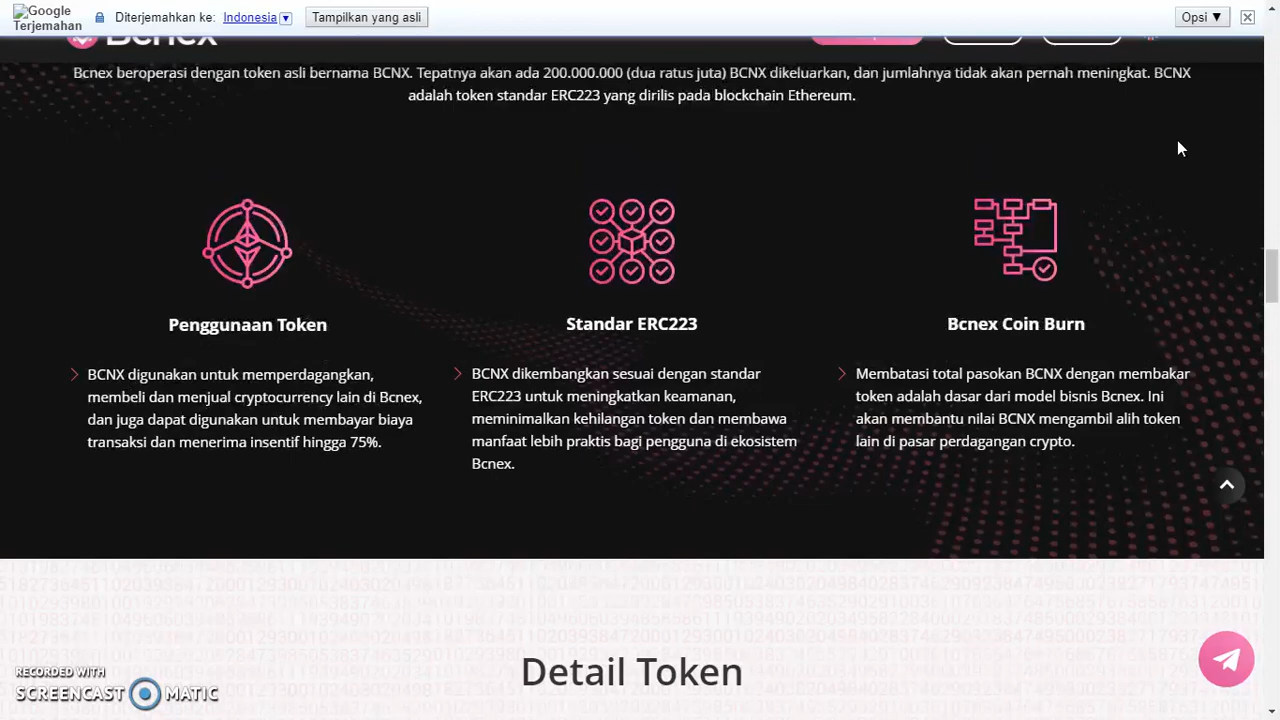 Google Terjemahan
Diterjemahkan ke: Indonesia
Tampilkan yang asli
Opsi ▼
Bcnex
Bcnex beroperasi dengan token asli bernama BCNX. Tepatnya akan ada 200.000.000 (dua ratus juta) BCNX dikeluarkan, dan jumlahnya tidak akan pernah meningkat. BCNX
adalah token standar ERC223 yang dirilis pada blockchain Ethereum.
Penggunaan Token
BCNX digunakan untuk memperdagangkan,
membeli dan menjual cryptocurrency lain di Bcnex,
dan juga dapat digunakan untuk membayar biaya
transaksi dan menerima insentif hingga 75%.
Standar ERC223
BCNX dikembangkan sesuai dengan standar
ERC223 untuk meningkatkan keamanan,
meminimalkan kehilangan token dan membawa
manfaat lebih praktis bagi pengguna di ekosistem
Bcnex.
Bcnex Coin Burn
Membatasi total pasokan BCNX dengan membakar
token adalah dasar dari model bisnis Bcnex. Ini
akan membantu nilai BCNX mengambil alih token
lain di pasar perdagangan crypto.
Detail Token
RECORDED WITH
SCREENCAST MATIC